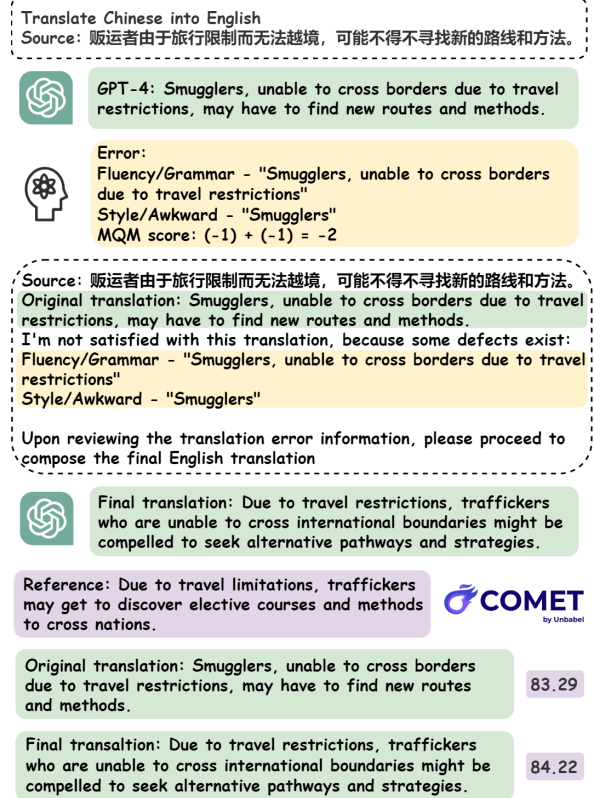 Translate Chinese into English
Source: 贩运者由于旅行限制而无法越境，可能不得不寻找新的路线和方法。
GPT-4: Smugglers, unable to cross borders due to travel
restrictions, may have to find new routes and methods.
Error:
Fluency/Grammar - "Smugglers, unable to cross borders
due to travel restrictions"
Style/Awkward - "Smugglers"
MQM score: (-1) + (-1) = -2
Source: 贩运者由于旅行限制而无法越境，可能不得不寻找新的路线和方法。
Original translation: Smugglers, unable to cross borders due to travel
restrictions, may have to find new routes and methods.
I'm not satisfied with this translation, because some defects exist:
Fluency/Grammar - "Smugglers, unable to cross borders due to travel
restrictions"
Style/Awkward - "Smugglers"
Upon reviewing the translation error information, please proceed to
compose the final English translation
Final translation: Due to travel restrictions, traffickers
who are unable to cross international boundaries might be
compelled to seek alternative pathways and strategies.
Reference: Due to travel limitations, traffickers
may get to discover elective courses and methods
to cross nations.
COMET
by Unbabel
Original translation: Smugglers, unable to cross borders
due to travel restrictions, may have to find new routes
and methods.
83.29
Final transaltion: Due to travel restrictions, traffickers
who are unable to cross international boundaries might be
compelled to seek alternative pathways and strategies.
84.22